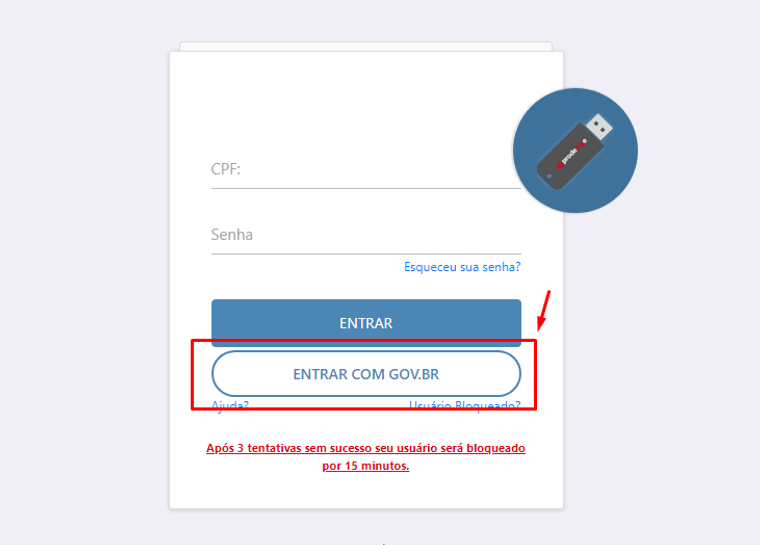 CPF:
Senha
Esqueceu sua senha?
ENTRAR
ENTRAR COM GOV.BR
Ajuda? Usuário Bloqueado?
Após 3 tentativas sem sucesso seu usuário será bloqueado
por 15 minutos.